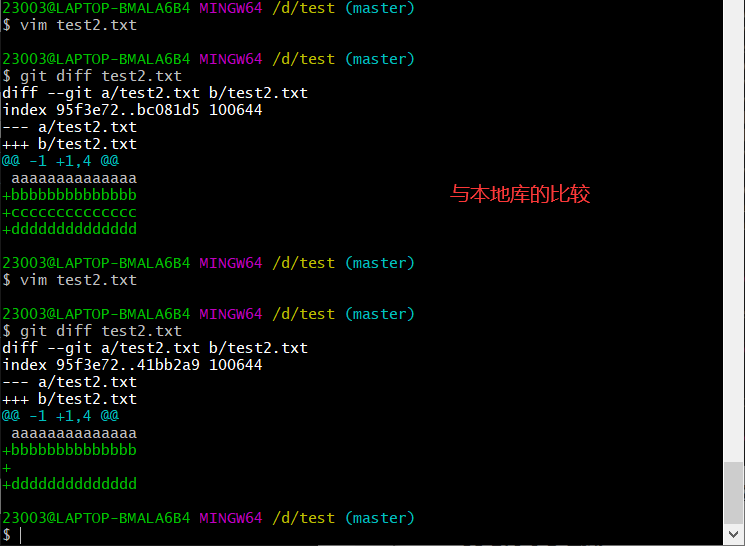 23003@LAPTOP-BMALA6B4 MINGW64 /d/test (master)
$ vim test2.txt
23003@LAPTOP-BMALA6B4 MINGW64 /d/test (master)
$ git diff test2.txt
diff --git a/test2.txt b/test2.txt
index 95f3e72..bc081d5 100644
--- a/test2.txt
+++ b/test2.txt
@@ -1 +1,4 @@
 aaaaaaaaaaaaaa
+bbbbbbbbbbbbbb
与本地库的比较
+cccccccccccccc
+dddddddddddddd
23003@LAPTOP-BMALA6B4 MINGW64 /d/test (master)
$ vim test2.txt
23003@LAPTOP-BMALA6B4 MINGW64 /d/test (master)
$ git diff test2.txt
diff --git a/test2.txt b/test2.txt
index 95f3e72..41bb2a9 100644
--- a/test2.txt
+++ b/test2.txt
@@ -1 +1,4 @@
 aaaaaaaaaaaaaa
+bbbbbbbbbbbbbb
+
+dddddddddddddd
23003@LAPTOP-BMALA6B4 MINGW64 /d/test (master)
$